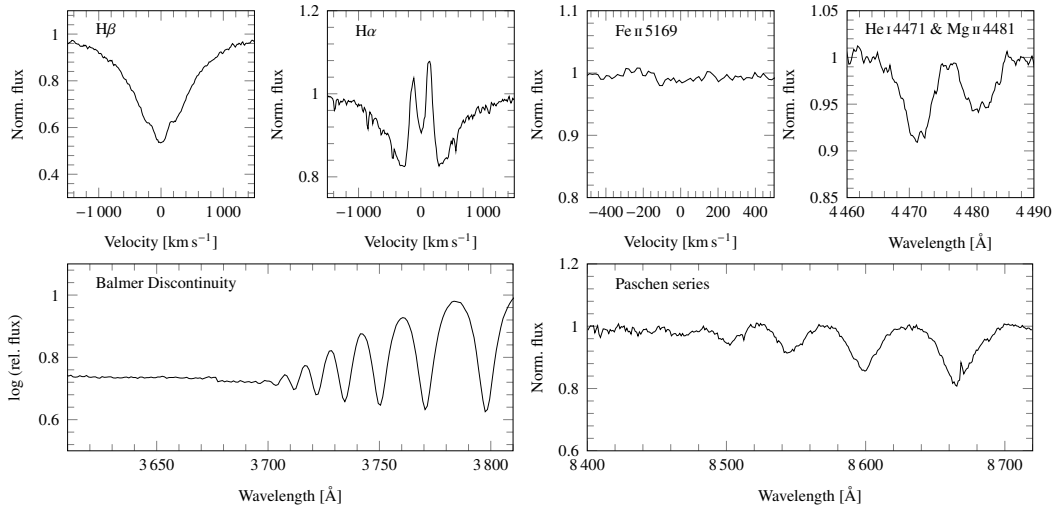 Hβ
1
0.8
0.6
0.4
−1 000
0
1 000
Velocity [km s⁻¹]
Norm. flux
Hα
1.2
1
0.8
−1 000
0
1 000
Velocity [km s⁻¹]
Norm. flux
Fe II 5169
1.1
1
0.9
0.8
−400
−200
0
200
400
Velocity [km s⁻¹]
Norm. flux
He I 4471 & Mg II 4481
1.05
1
0.95
0.9
0.85
4 460
4 470
4 480
4 490
Wavelength [Å]
Norm. flux
Balmer Discontinuity
1
0.8
0.6
3 650
3 700
3 750
3 800
Wavelength [Å]
log (rel. flux)
Paschen series
1.2
1
0.8
0.6
8 400
8 500
8 600
8 700
Wavelength [Å]
Norm. flux